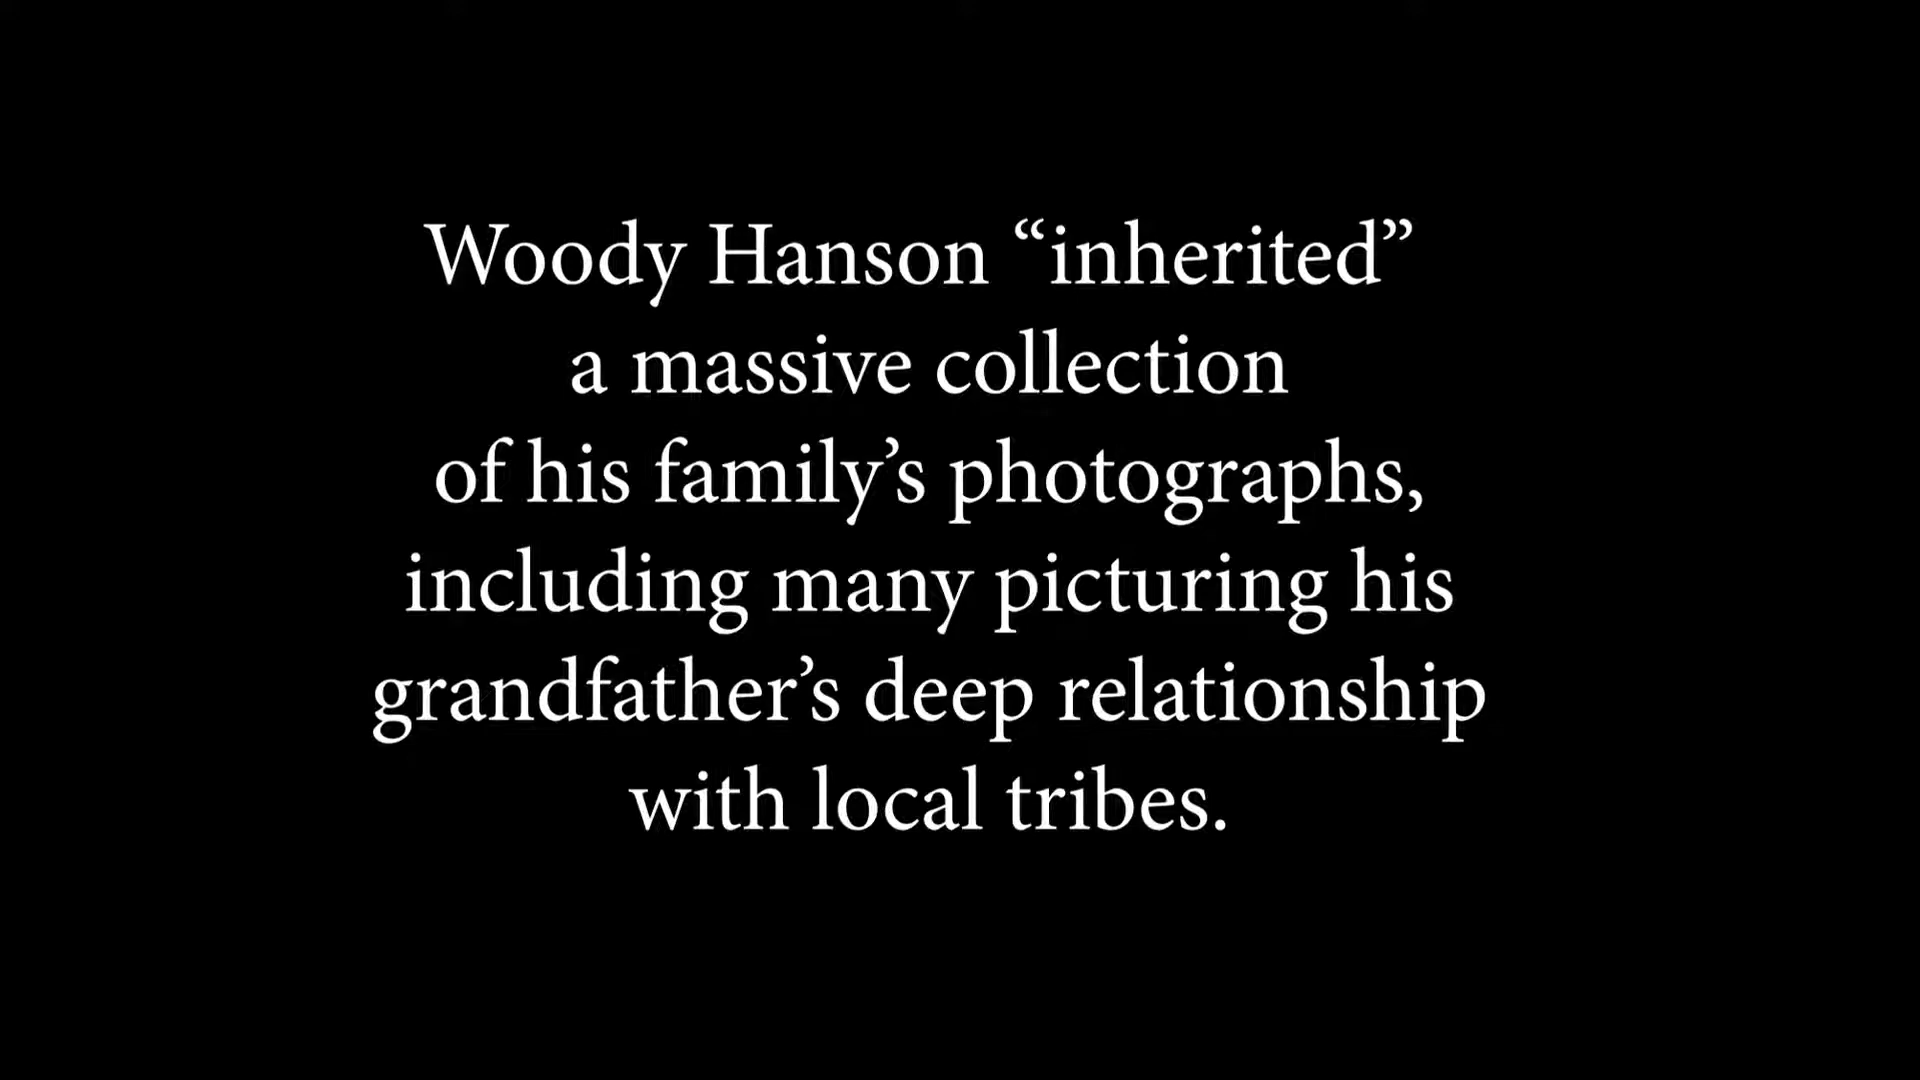 Woody Hanson “inherited”
a massive collection
of his family’s photographs,
including many picturing his
grandfather’s deep relationship
with local tribes.